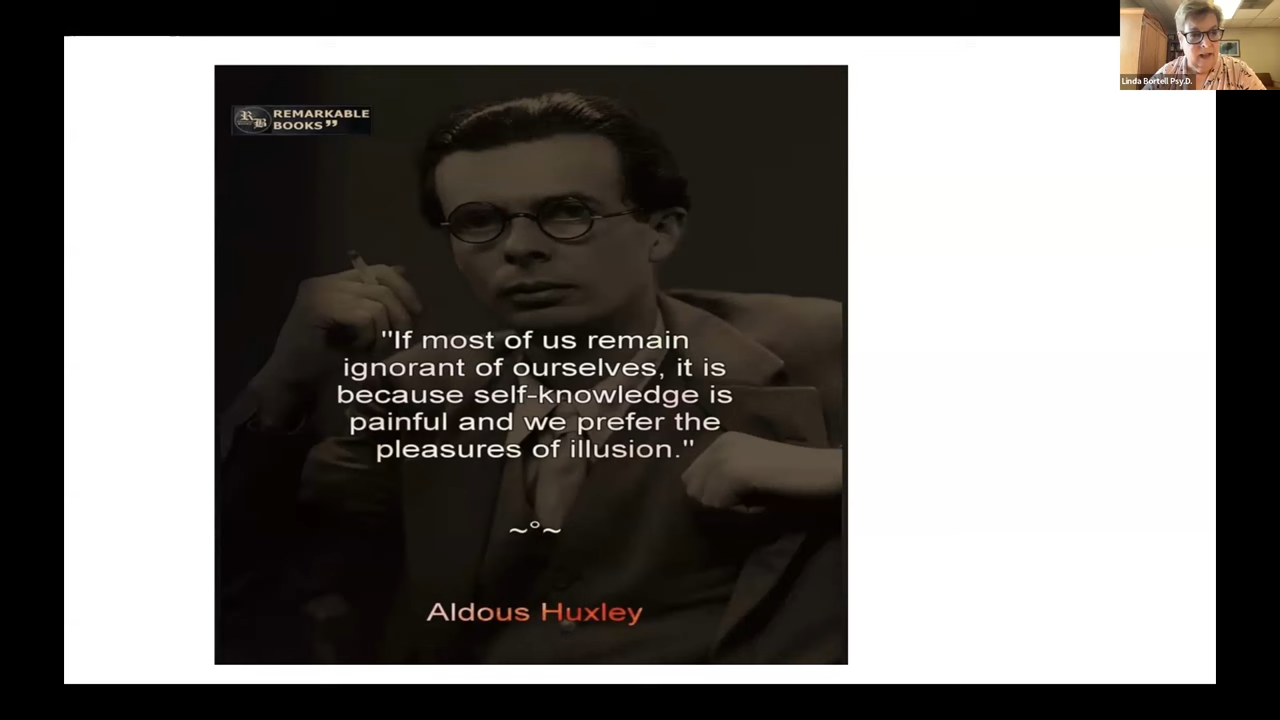 REMARKABLE
BOOKS”
RB
Linda Bortell Psy.D.
"If most of us remain
ignorant of ourselves, it is
because self-knowledge is
painful and we prefer the
pleasures of illusion."
~°~
Aldous Huxley